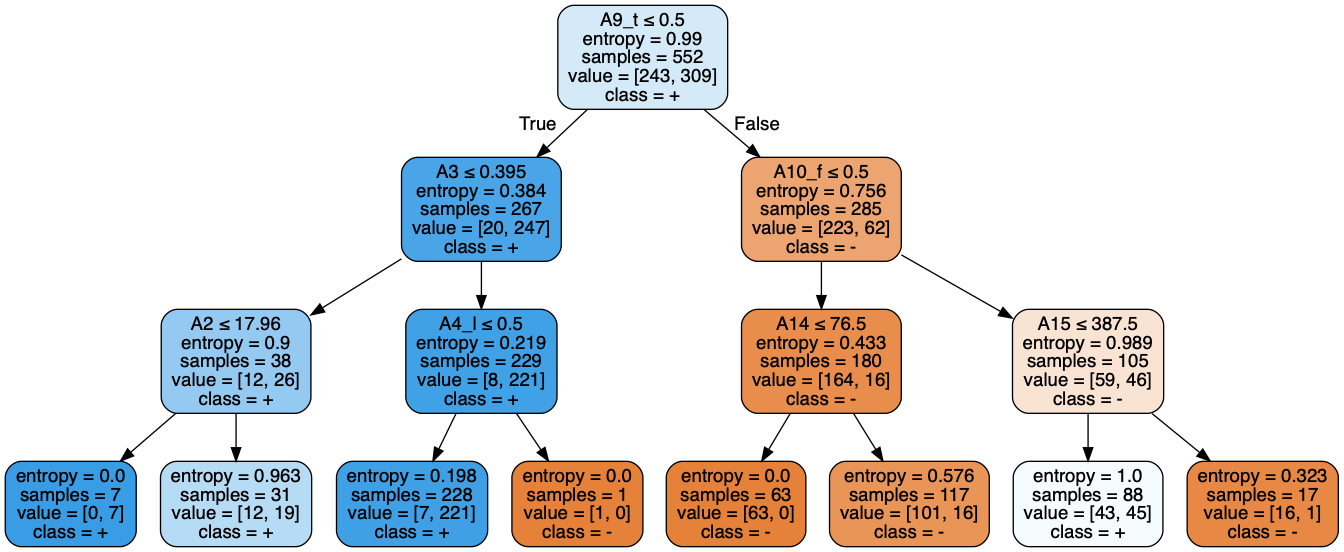 A9_t ≤ 0.5
entropy = 0.99
samples = 552
value = [243, 309]
class = +
True
False
A3 ≤ 0.395
entropy = 0.384
samples = 267
value = [20, 247]
class = +
A10_f ≤ 0.5
entropy = 0.756
samples = 285
value = [223, 62]
class = -
A2 ≤ 17.96
entropy = 0.9
samples = 38
value = [12, 26]
class = +
A4_l ≤ 0.5
entropy = 0.219
samples = 229
value = [8, 221]
class = +
A14 ≤ 76.5
entropy = 0.433
samples = 180
value = [164, 16]
class = -
A15 ≤ 387.5
entropy = 0.989
samples = 105
value = [59, 46]
class = -
entropy = 0.0
samples = 7
value = [0, 7]
class = +
entropy = 0.963
samples = 31
value = [12, 19]
class = +
entropy = 0.198
samples = 228
value = [7, 221]
class = +
entropy = 0.0
samples = 1
value = [1, 0]
class = -
entropy = 0.0
samples = 63
value = [63, 0]
class = -
entropy = 0.576
samples = 117
value = [101, 16]
class = -
entropy = 1.0
samples = 88
value = [43, 45]
class = +
entropy = 0.323
samples = 17
value = [16, 1]
class = -